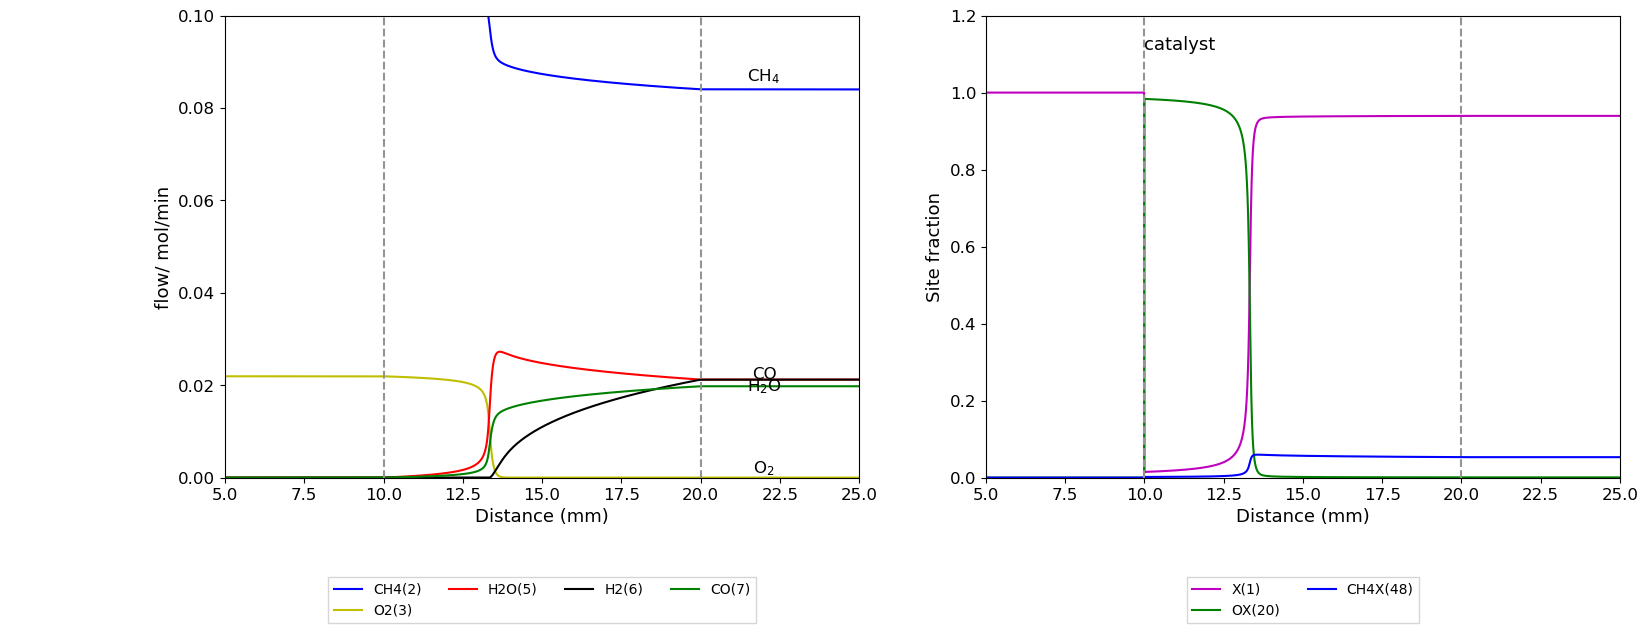 0.10
0.08
0.06
0.04
0.02
0.00
flow/ mol/min
CH₄
CO
H₂O
O₂
5.0 7.5 10.0 12.5 15.0 17.5 20.0 22.5 25.0
Distance (mm)
CH4(2) H2O(5) H2(6) CO(7)
O2(3)
1.2
1.0
0.8
0.6
0.4
0.2
0.0
Site fraction
catalyst
5.0 7.5 10.0 12.5 15.0 17.5 20.0 22.5 25.0
Distance (mm)
X(1) CH4X(48)
OX(20)